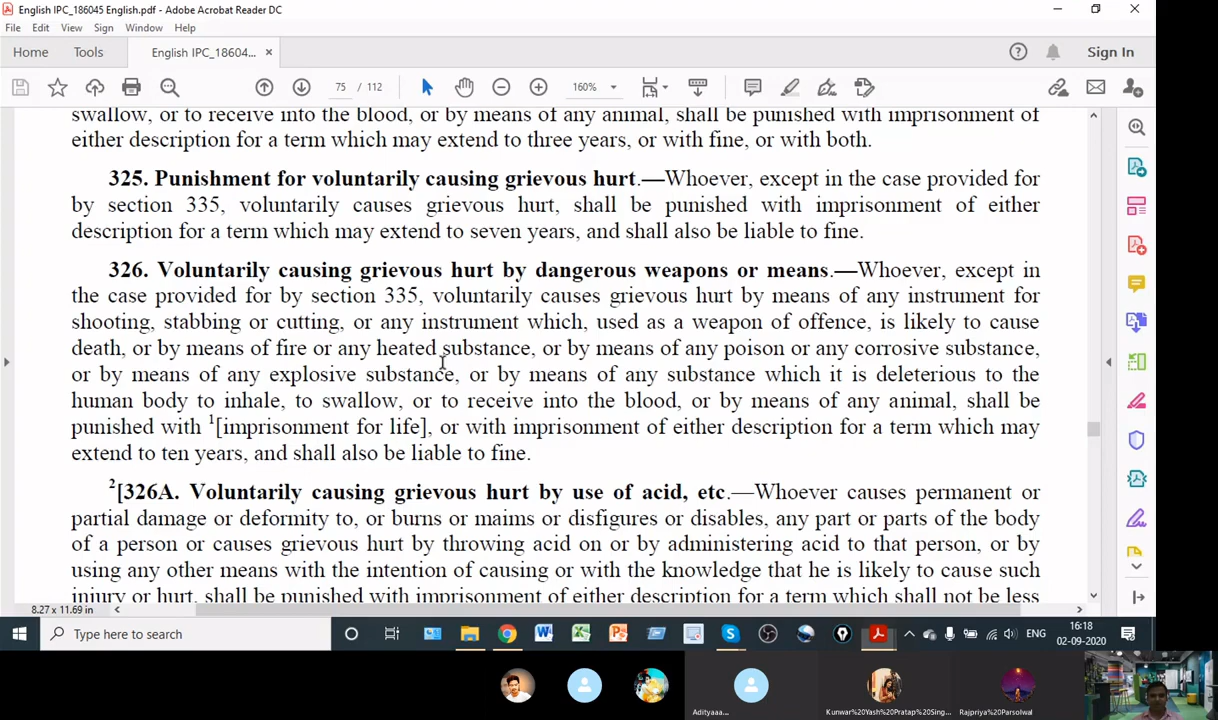 English IPC_186045 English.pdf - Adobe Acrobat Reader DC
File Edit View Sign Window Help
Home Tools English IPC_18604... × Sign In
75 / 112 160%
swallow, or to receive into the blood, or by means of any animal, shall be punished with imprisonment of
either description for a term which may extend to three years, or with fine, or with both.
325. Punishment for voluntarily causing grievous hurt.—Whoever, except in the case provided for
by section 335, voluntarily causes grievous hurt, shall be punished with imprisonment of either
description for a term which may extend to seven years, and shall also be liable to fine.
326. Voluntarily causing grievous hurt by dangerous weapons or means.—Whoever, except in
the case provided for by section 335, voluntarily causes grievous hurt by means of any instrument for
shooting, stabbing or cutting, or any instrument which, used as a weapon of offence, is likely to cause
death, or by means of fire or any heated substance, or by means of any poison or any corrosive substance,
or by means of any explosive substance, or by means of any substance which it is deleterious to the
human body to inhale, to swallow, or to receive into the blood, or by means of any animal, shall be
punished with 1[imprisonment for life], or with imprisonment of either description for a term which may
extend to ten years, and shall also be liable to fine.
2[326A. Voluntarily causing grievous hurt by use of acid, etc.—Whoever causes permanent or
partial damage or deformity to, or burns or maims or disfigures or disables, any part or parts of the body
of a person or causes grievous hurt by throwing acid on or by administering acid to that person, or by
using any other means with the intention of causing or with the knowledge that he is likely to cause such
injury or hurt, shall be punished with imprisonment of either description for a term which shall not be less
8.27 x 11.69 in
Type here to search ENG 16:18
02-09-2020
Adityaaa... Kunwar%20Yash%20Pratap%20Sing... Rajpriya%20Parsolwal